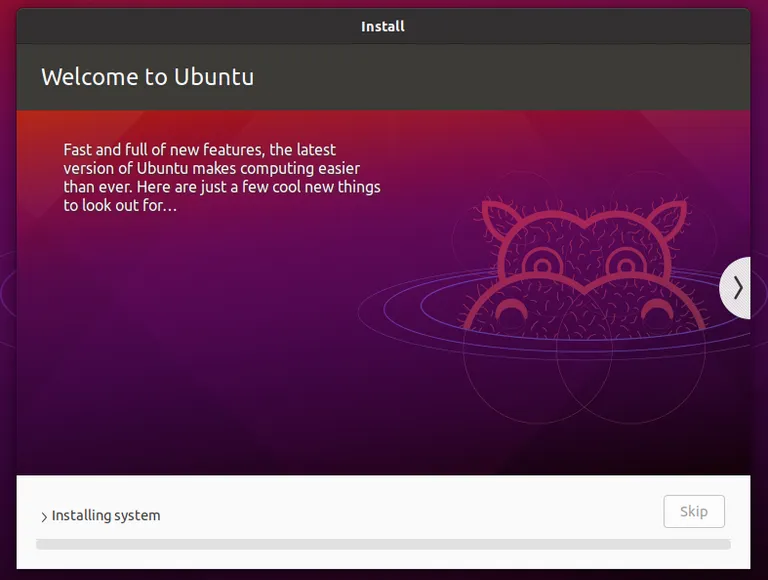 Install
Welcome to Ubuntu
Fast and full of new features, the latest
version of Ubuntu makes computing easier
than ever. Here are just a few cool new things
to look out for…
Installing system
Skip